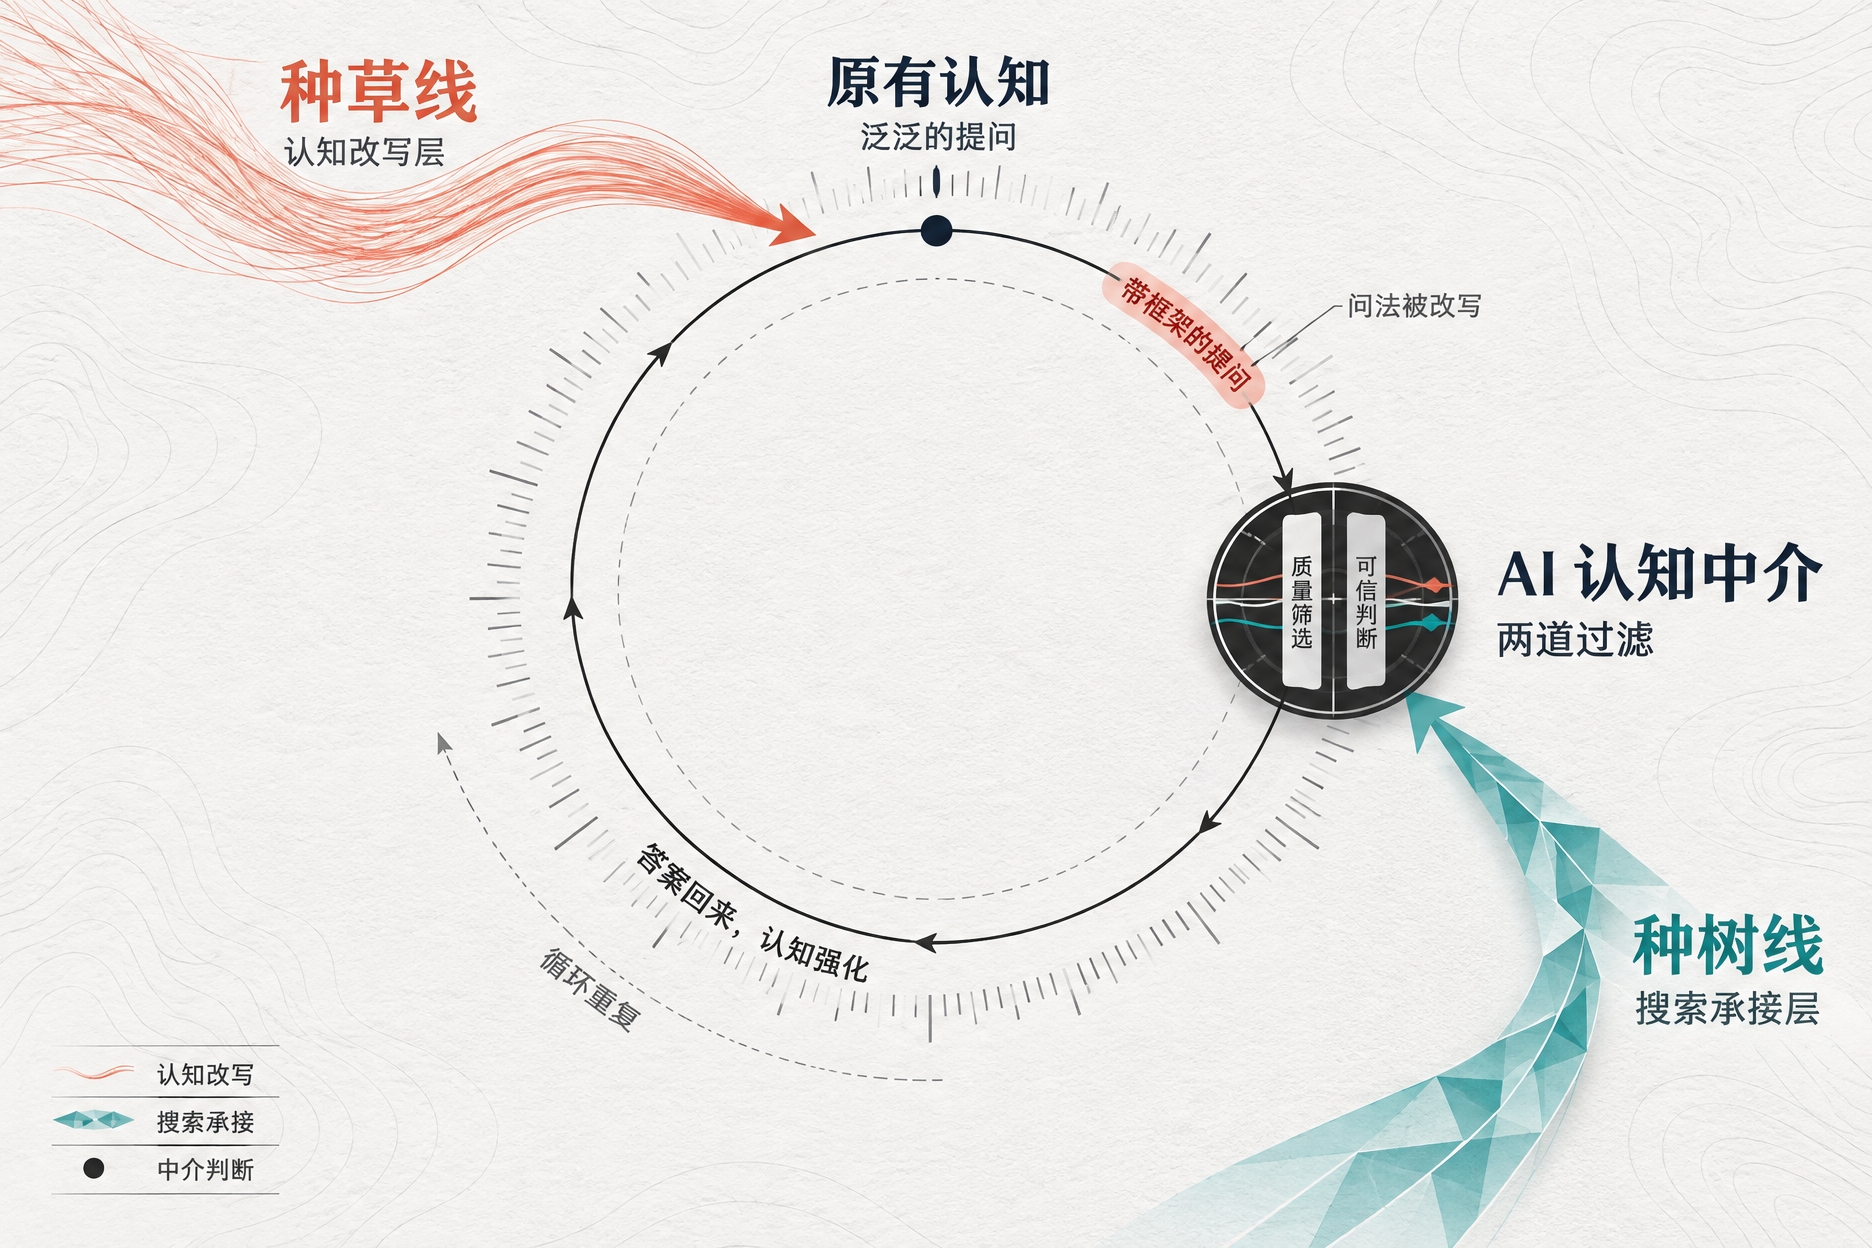 种草线
认知改写层
原有认知
泛泛的提问
带框架的提问
问法被改写
质量筛选
可信判断
AI 认知中介
两道过滤
种树线
搜索承接层
答案回来，认知强化
循环重复
认知改写
搜索承接
中介判断